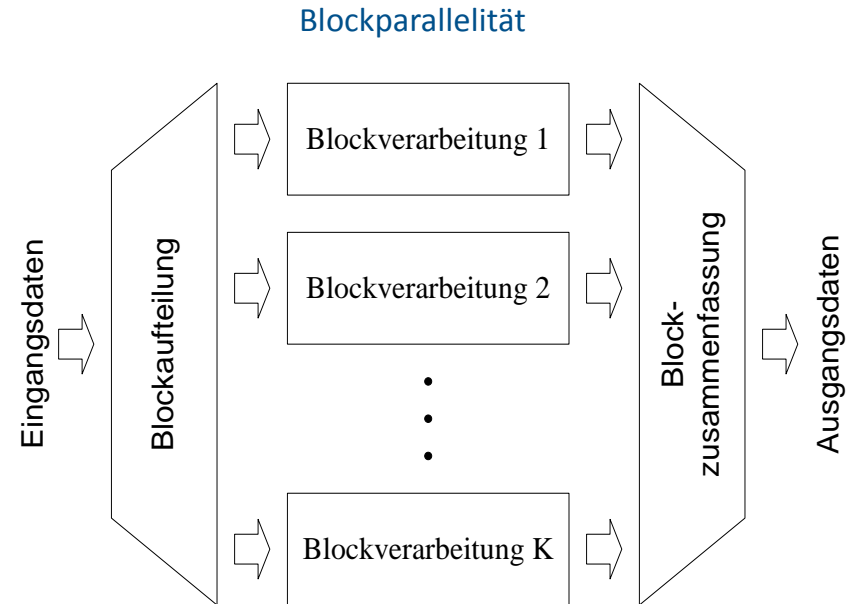 Blockparallelität
Eingangsdaten
Blockaufteilung
Blockverarbeitung 1
Blockverarbeitung 2
Blockverarbeitung K
Block-
zusammenfassung
Ausgangsdaten